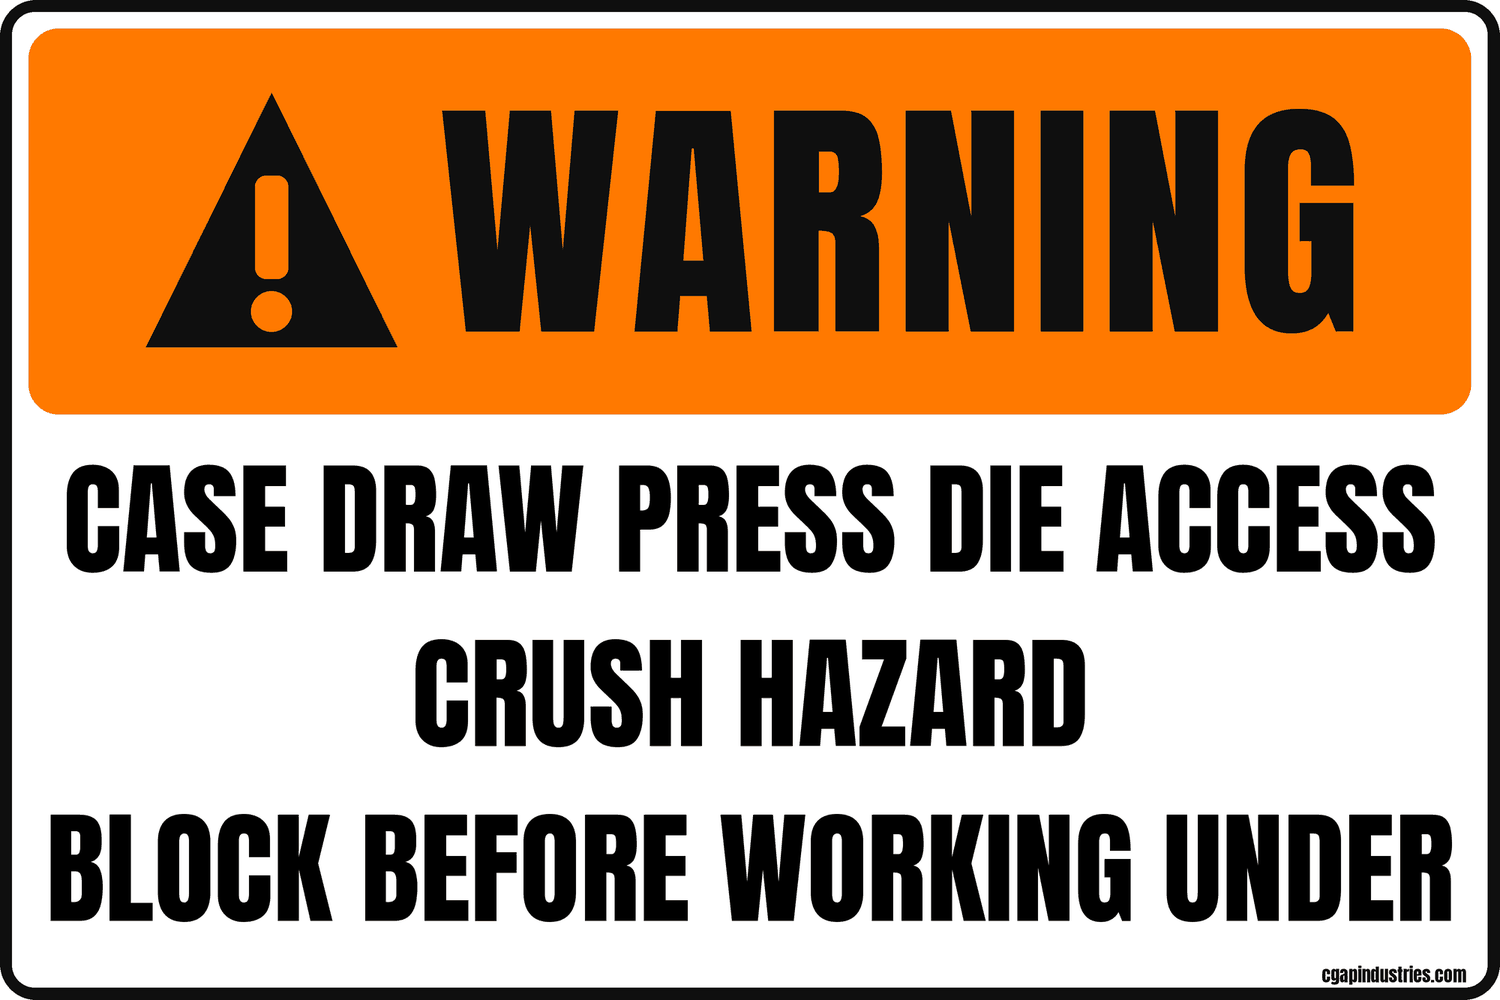 WARNING
CASE DRAW PRESS DIE ACCESS
CRUSH HAZARD
BLOCK BEFORE WORKING UNDER
cgapindustries.com